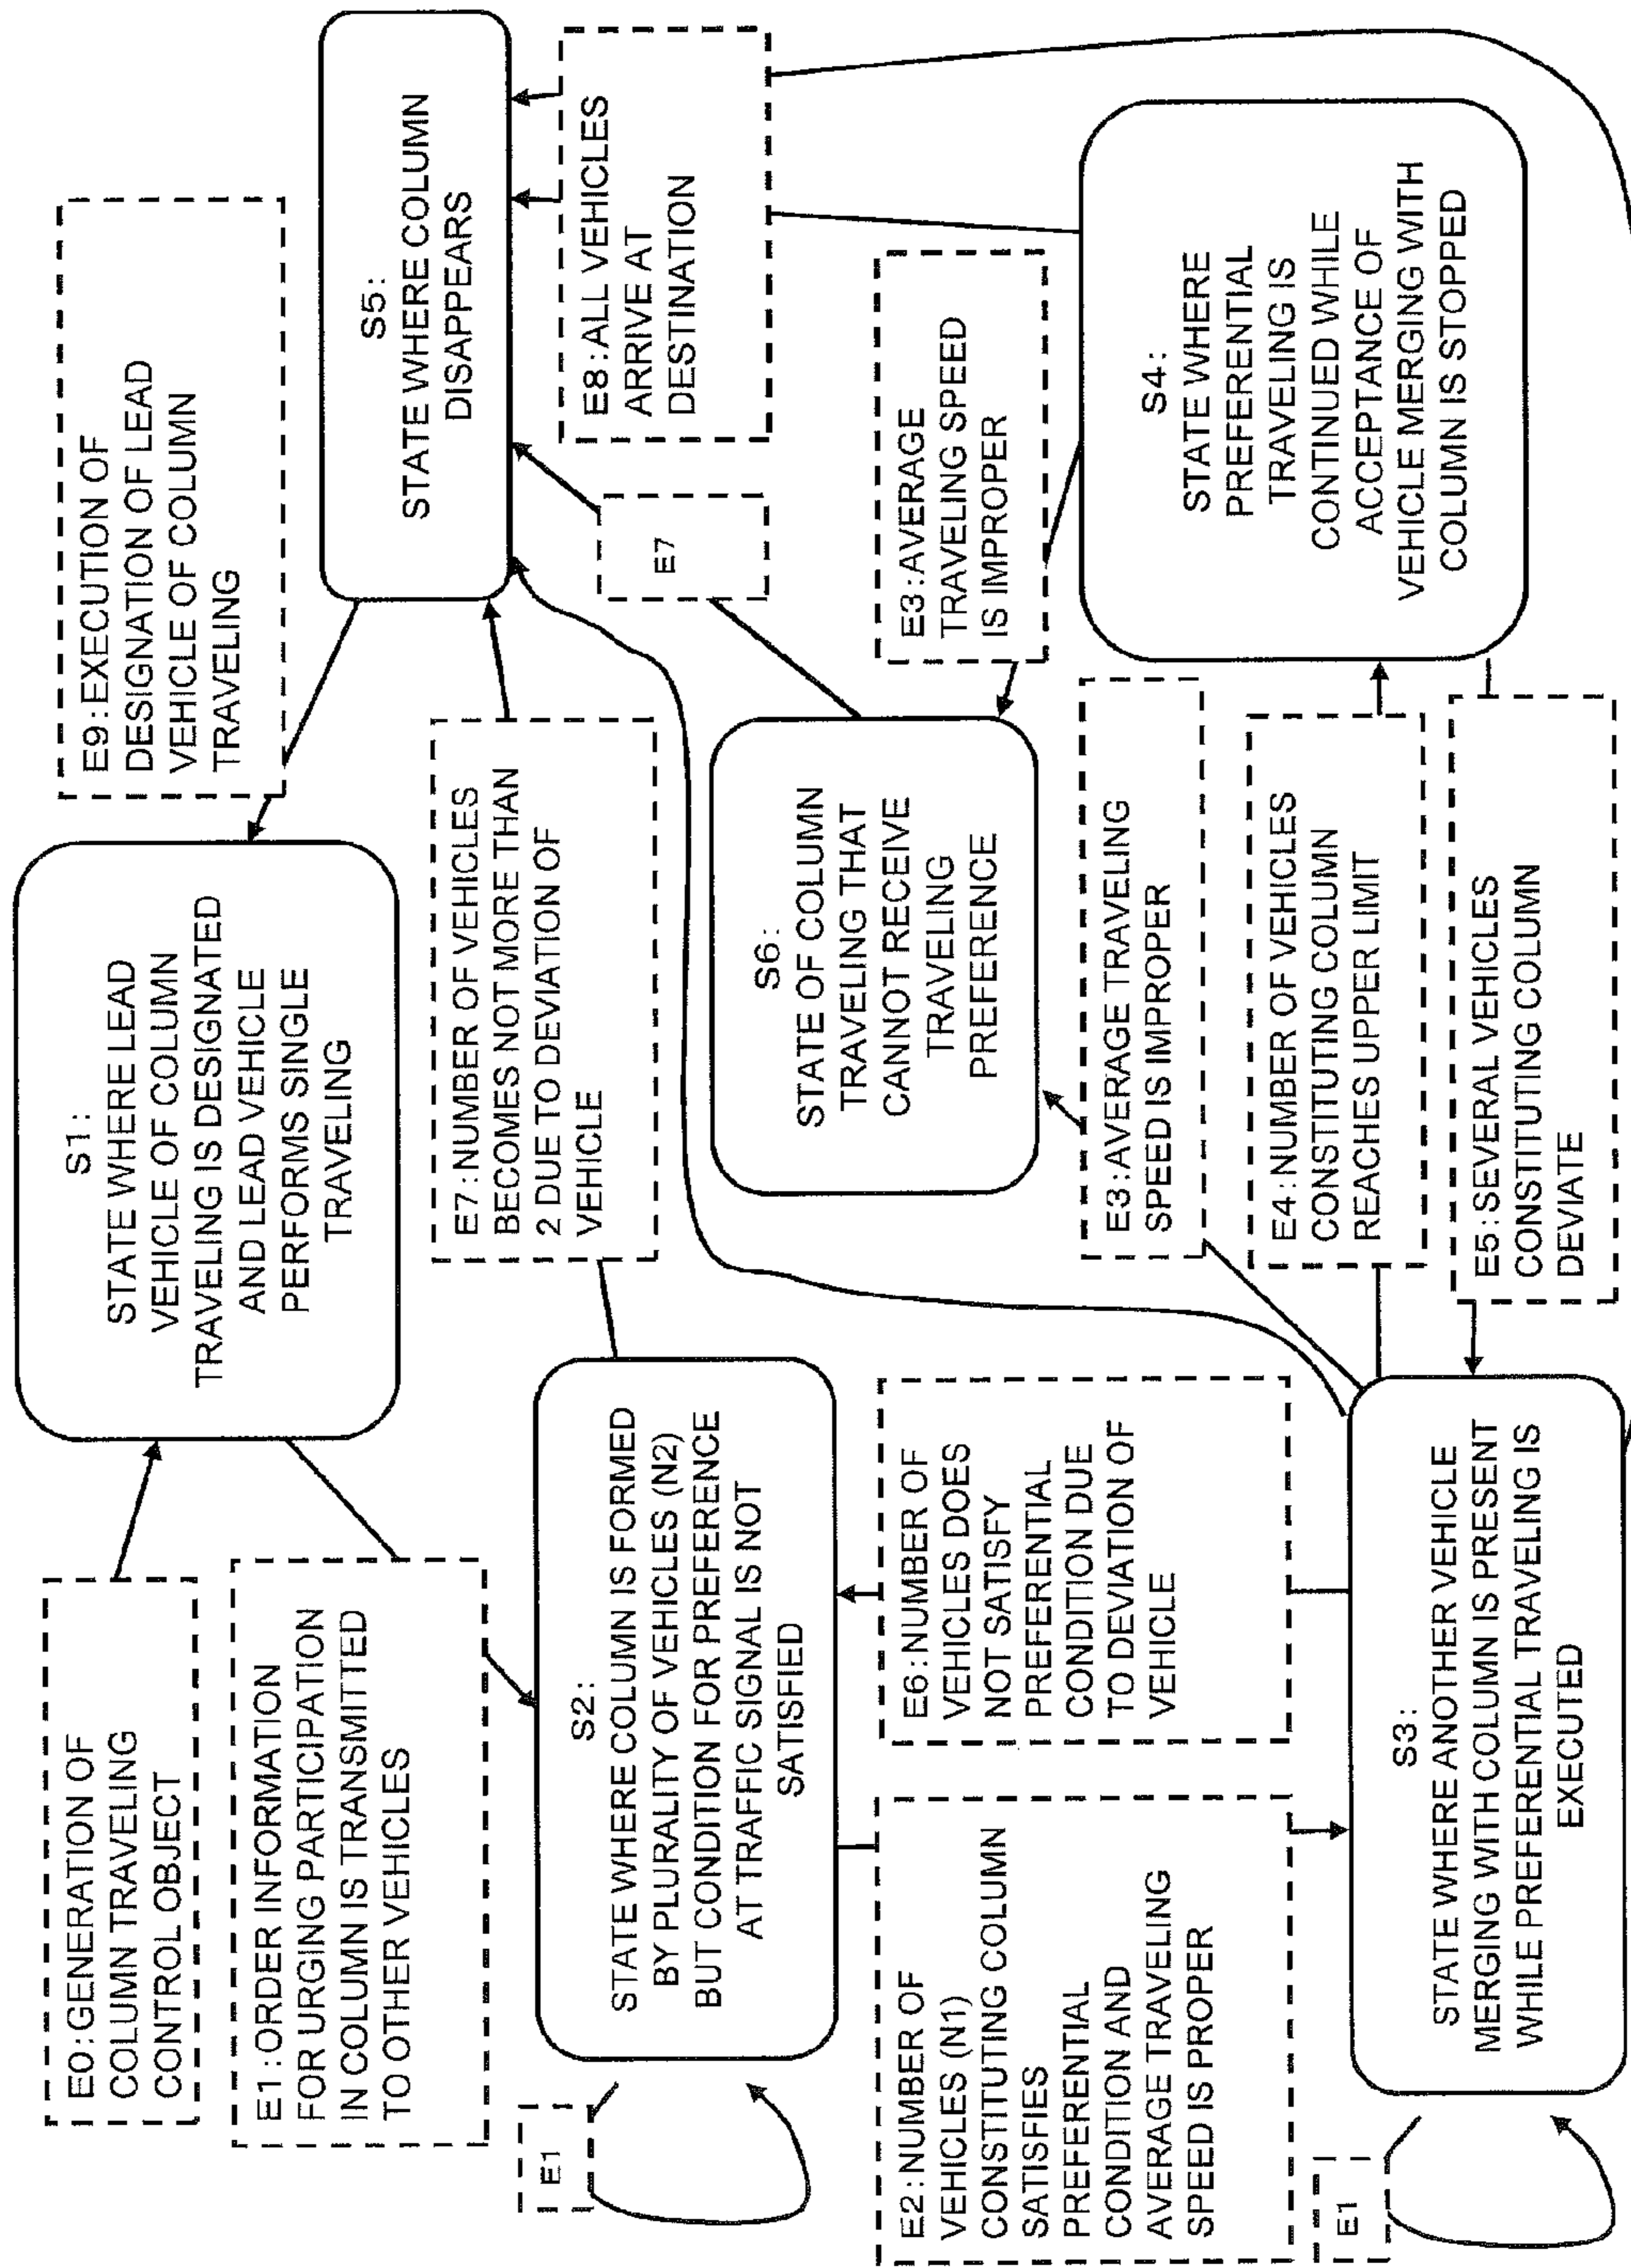 E0:GENERATION OF
COLUMN TRAVELING
CONTROL OBJECT
S1:
STATE WHERE LEAD
VEHICLE OF COLUMN
TRAVELING IS DESIGNATED
AND LEAD VEHICLE
PERFORMS SINGLE
TRAVELING
E9:EXECUTION OF
DESIGNATION OF LEAD
VEHICLE OF COLUMN
TRAVELING
E1:ORDER INFORMATION
FOR URGING PARTICIPATION
IN COLUMN IS TRANSMITTED
TO OTHER VEHICLES
S5:
STATE WHERE COLUMN
DISAPPEARS
E7:NUMBER OF VEHICLES
BECOMES NOT MORE THAN
2 DUE TO DEVIATION OF
VEHICLE
E1
S2:
STATE WHERE COLUMN IS FORMED
BY PLURALITY OF VEHICLES (N2)
BUT CONDITION FOR PREFERENCE
AT TRAFFIC SIGNAL IS NOT
SATISFIED
E7
E8:ALL VEHICLES
ARRIVE AT
DESTINATION
S6:
STATE OF COLUMN
TRAVELING THAT
CANNOT RECEIVE
TRAVELING
PREFERENCE
E2:NUMBER OF
VEHICLES (N1)
CONSTITUTING COLUMN
SATISFIES
PREFERENTIAL
CONDITION AND
AVERAGE TRAVELING
SPEED IS PROPER
E6:NUMBER OF
VEHICLES DOES
NOT SATISFY
PREFERENTIAL
CONDITION DUE
TO DEVIATION OF
VEHICLE
E3:AVERAGE
TRAVELING SPEED
IS IMPROPER
E3:AVERAGE TRAVELING
SPEED IS IMPROPER
S4:
STATE WHERE
PREFERENTIAL
TRAVELING IS
CONTINUED WHILE
ACCEPTANCE OF
VEHICLE MERGING WITH
COLUMN IS STOPPED
E4:NUMBER OF VEHICLES
CONSTITUTING COLUMN
REACHES UPPER LIMIT
E1
S3:
STATE WHERE ANOTHER VEHICLE
MERGING WITH COLUMN IS PRESENT
WHILE PREFERENTIAL TRAVELING IS
EXECUTED
E5:SEVERAL VEHICLES
CONSTITUTING COLUMN
DEVIATE